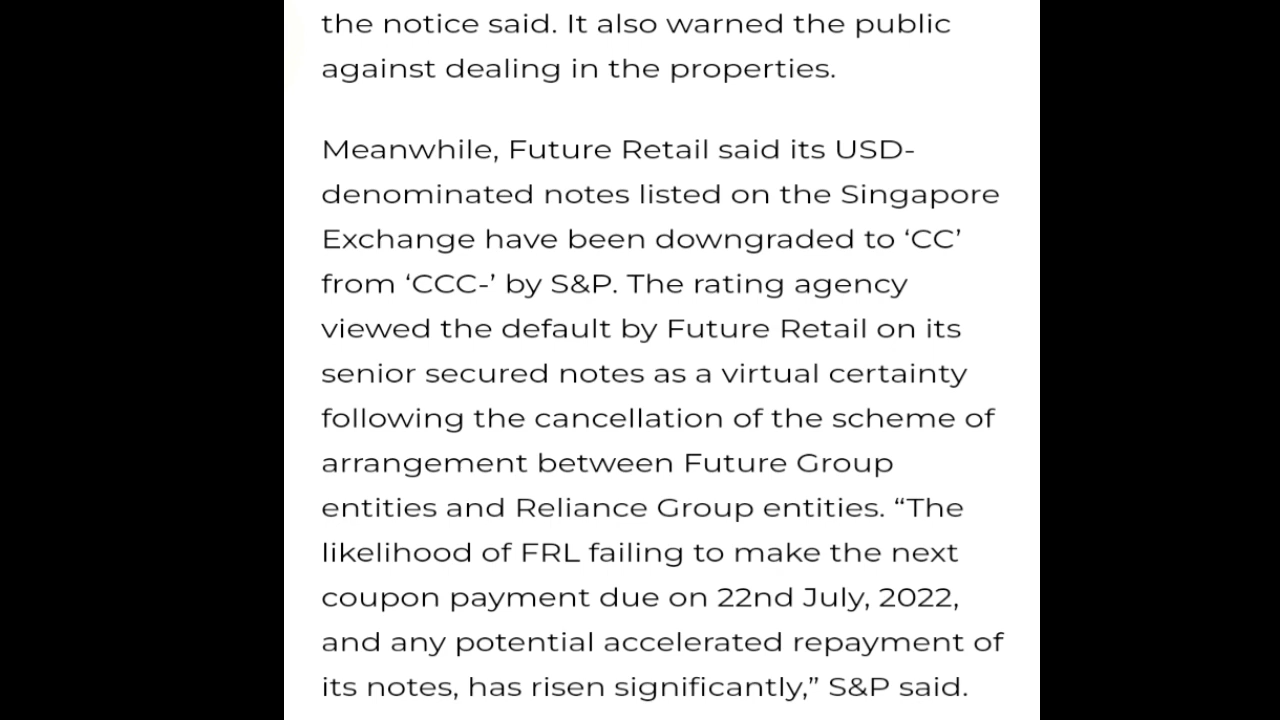 the notice said. It also warned the public
against dealing in the properties.
Meanwhile, Future Retail said its USD-
denominated notes listed on the Singapore
Exchange have been downgraded to ‘CC’
from ‘CCC-’ by S&P. The rating agency
viewed the default by Future Retail on its
senior secured notes as a virtual certainty
following the cancellation of the scheme of
arrangement between Future Group
entities and Reliance Group entities. “The
likelihood of FRL failing to make the next
coupon payment due on 22nd July, 2022,
and any potential accelerated repayment of
its notes, has risen significantly,” S&P said.